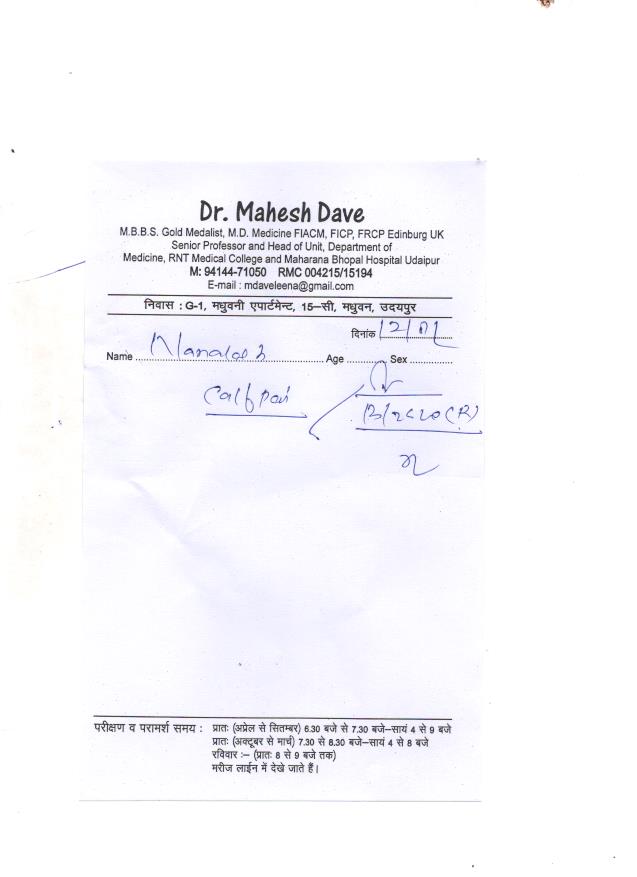 Dr. Mahesh Dave
M.B.B.S. Gold Medalist, M.D. Medicine FIACM, FICP, FRCP Edinburg UK
Senior Professor and Head of Unit, Department of
Medicine, RNT Medical College and Maharana Bhopal Hospital Udaipur
M: 94144-71050 RMC 004215/15194
E-mail : mdaveleena@gmail.com
निवास : G-1, मधुवनी एपार्टमेन्ट, 15–सी, मधुवन, उदयपुर
दिनांक
Name Age Sex
Calf pain
परीक्षण व परामर्श समय : प्रातः (अप्रेल से सितम्बर) 6.30 बजे से 7.30 बजे–सायं 4 से 9 बजे
प्रातः (अक्टूबर से मार्च) 7.30 से 8.30 बजे–सायं 4 से 8 बजे
रविवार :– (प्रातः 8 से 9 बजे तक)
मरीज लाईन में देखे जाते हैं।